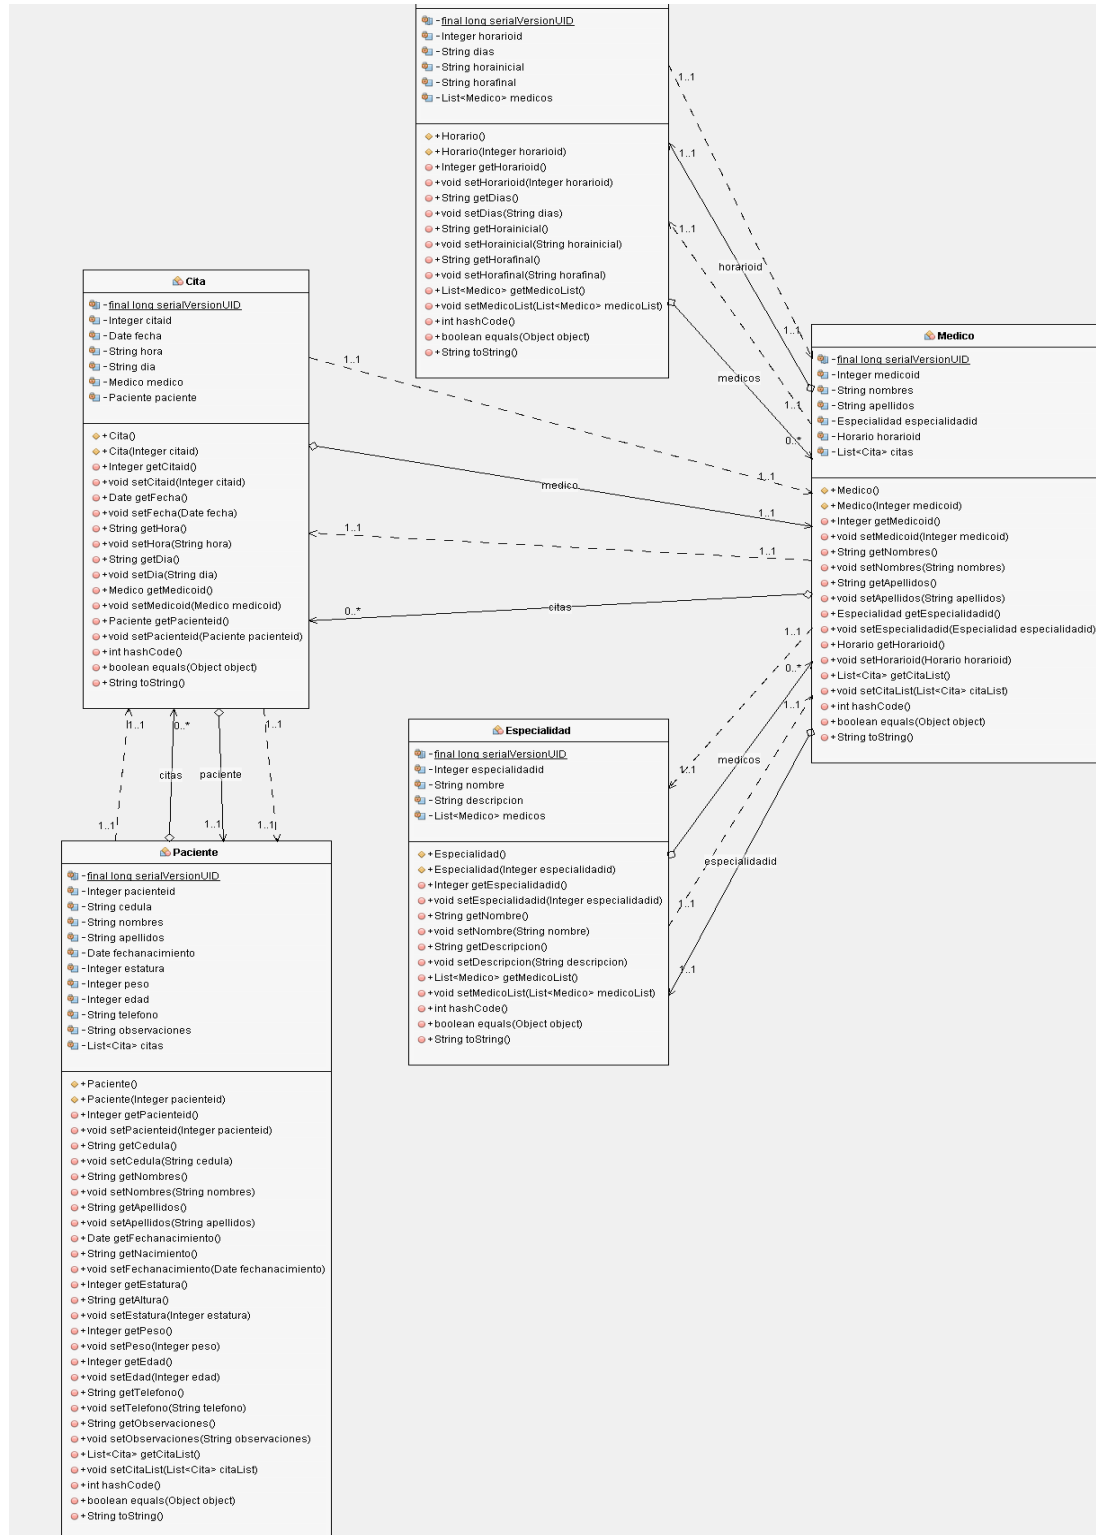 -final long serialVersionUID
-Integer horarioid
-String dias
-String horainicial
-String horafinal
-List<Medico> medicos
+Horario()
+Horario(Integer horarioid)
+Integer getHorarioid()
+void setHorarioid(Integer horarioid)
+String getDias()
+void setDias(String dias)
+String getHorainicial()
+void setHorainicial(String horainicial)
+String getHorafinal()
+void setHorafinal(String horafinal)
+List<Medico> getMedicoList()
+void setMedicoList(List<Medico> medicoList)
+int hashCode()
+boolean equals(Object object)
+String toString()
1..1
1..1
1..1
horarioid
1..1
medicos
1..1
0..*
Cita
-final long serialVersionUID
-Integer citaid
-Date fecha
-String hora
-String dia
-Medico medico
-Paciente paciente
+Cita()
+Cita(Integer citaid)
+Integer getCitaid()
+void setCitaid(Integer citaid)
+Date getFecha()
+void setFecha(Date fecha)
+String getHora()
+void setHora(String hora)
+String getDia()
+void setDia(String dia)
+Medico getMedicoid()
+void setMedicoid(Medico medicoid)
+Paciente getPacienteid()
+void setPacienteid(Paciente pacienteid)
+int hashCode()
+boolean equals(Object object)
+String toString()
1..1
1..1
medico
1..1
1..1
1..1
citas
0..*
Medico
-final long serialVersionUID
-Integer medicoid
-String nombres
-String apellidos
-Especialidad especialidadid
-Horario horarioid
-List<Cita> citas
+Medico()
+Medico(Integer medicoid)
+Integer getMedicoid()
+void setMedicoid(Integer medicoid)
+String getNombres()
+void setNombres(String nombres)
+String getApellidos()
+void setApellidos(String apellidos)
+Especialidad getEspecialidadid()
+void setEspecialidadid(Especialidad especialidadid)
+Horario getHorarioid()
+void setHorarioid(Horario horarioid)
+List<Cita> getCitaList()
+void setCitaList(List<Cita> citaList)
+int hashCode()
+boolean equals(Object object)
+String toString()
1..1
0..*
1..1
medicos
1..1
especialidadid
1..1
1..1
Especialidad
-final long serialVersionUID
-Integer especialidadid
-String nombre
-String descripcion
-List<Medico> medicos
+Especialidad()
+Especialidad(Integer especialidadid)
+Integer getEspecialidadid()
+void setEspecialidadid(Integer especialidadid)
+String getNombre()
+void setNombre(String nombre)
+String getDescripcion()
+void setDescripcion(String descripcion)
+List<Medico> getMedicoList()
+void setMedicoList(List<Medico> medicoList)
+int hashCode()
+boolean equals(Object object)
+String toString()
1..1
0..*
1..1
citas
paciente
1..1
1..1
1..1
Paciente
-final long serialVersionUID
-Integer pacienteid
-String cedula
-String nombres
-String apellidos
-Date fechanacimiento
-Integer estatura
-Integer peso
-Integer edad
-String telefono
-String observaciones
-List<Cita> citas
+Paciente()
+Paciente(Integer pacienteid)
+Integer getPacienteid()
+void setPacienteid(Integer pacienteid)
+String getCedula()
+void setCedula(String cedula)
+String getNombres()
+void setNombres(String nombres)
+String getApellidos()
+void setApellidos(String apellidos)
+Date getFechanacimiento()
+String getNacimiento()
+void setFechanacimiento(Date fechanacimiento)
+Integer getEstatura()
+String getAltura()
+void setEstatura(Integer estatura)
+Integer getPeso()
+void setPeso(Integer peso)
+Integer getEdad()
+void setEdad(Integer edad)
+String getTelefono()
+void setTelefono(String telefono)
+String getObservaciones()
+void setObservaciones(String observaciones)
+List<Cita> getCitaList()
+void setCitaList(List<Cita> citaList)
+int hashCode()
+boolean equals(Object object)
+String toString()